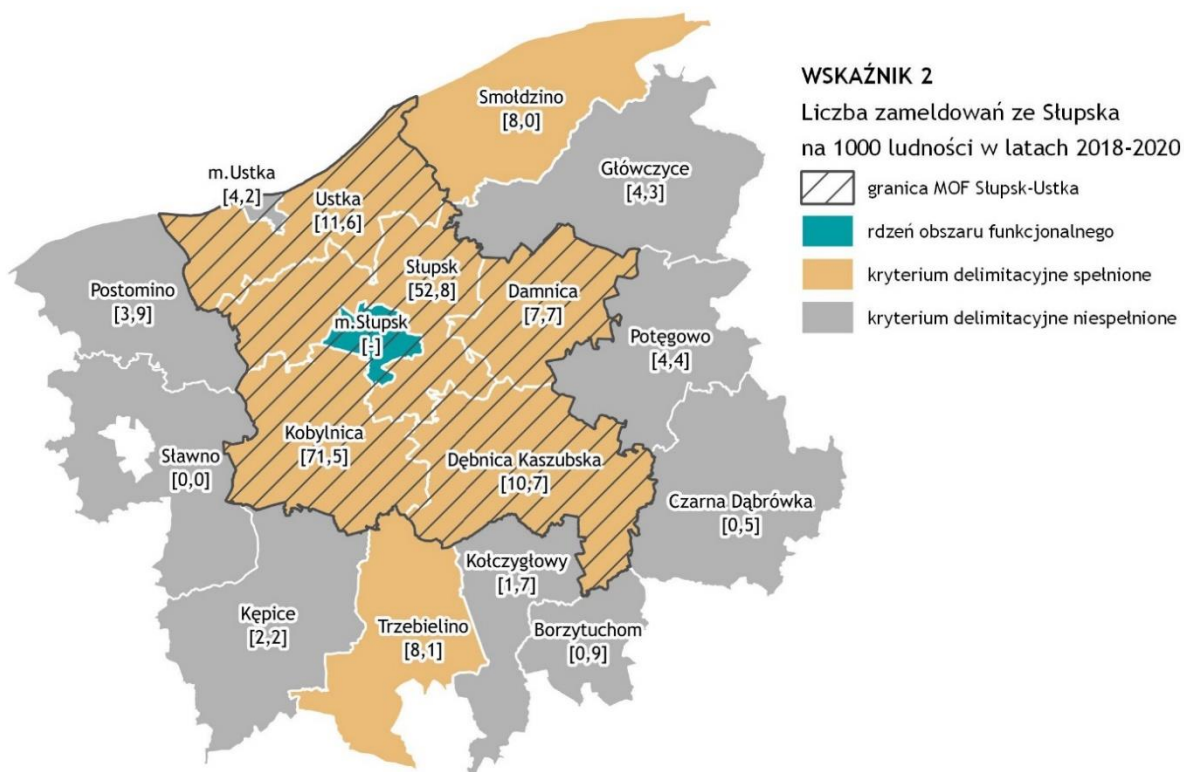 Smołdzino
[8,0]
Główczyce
[4,3]
m.Ustka
[4,2]
Ustka
[11,6]
Słupsk
[52,8]
Damnica
[7,7]
Postomino
[3,9]
m.Słupsk
[-]
Potęgowo
[4,4]
Kobylnica
[71,5]
Dębnica Kaszubska
[10,7]
Sławno
[0,0]
Czarna Dąbrówka
[0,5]
Kołczygłowy
[1,7]
Kępice
[2,2]
Trzebielino
[8,1]
Borzytuchom
[0,9]
WSKAŹNIK 2
Liczba zameldowań ze Słupska
na 1000 ludności w latach 2018-2020
granica MOF Słupsk-Ustka
rdzeń obszaru funkcjonalnego
kryterium delimitacyjne spełnione
kryterium delimitacyjne niespełnione